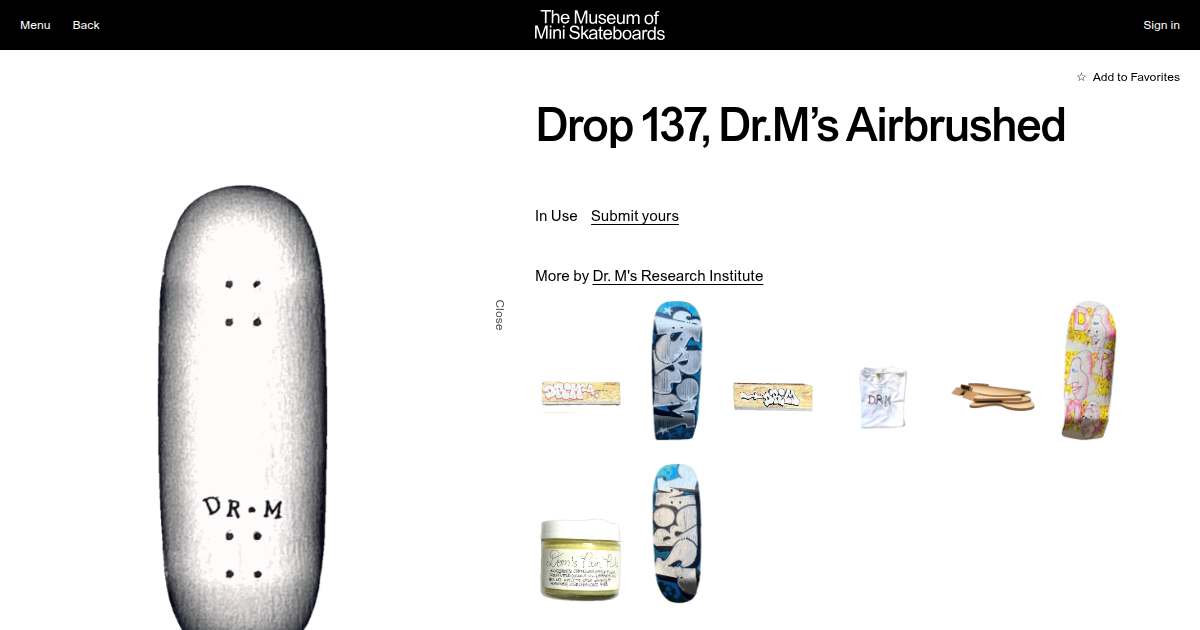 Menu
Back
The Museum of
Mini Skateboards
Sign in
☆ Add to Favorites
Drop 137, Dr.M’s Airbrushed
In Use
Submit yours
More by Dr. M's Research Institute
Close
DR•M
DRM